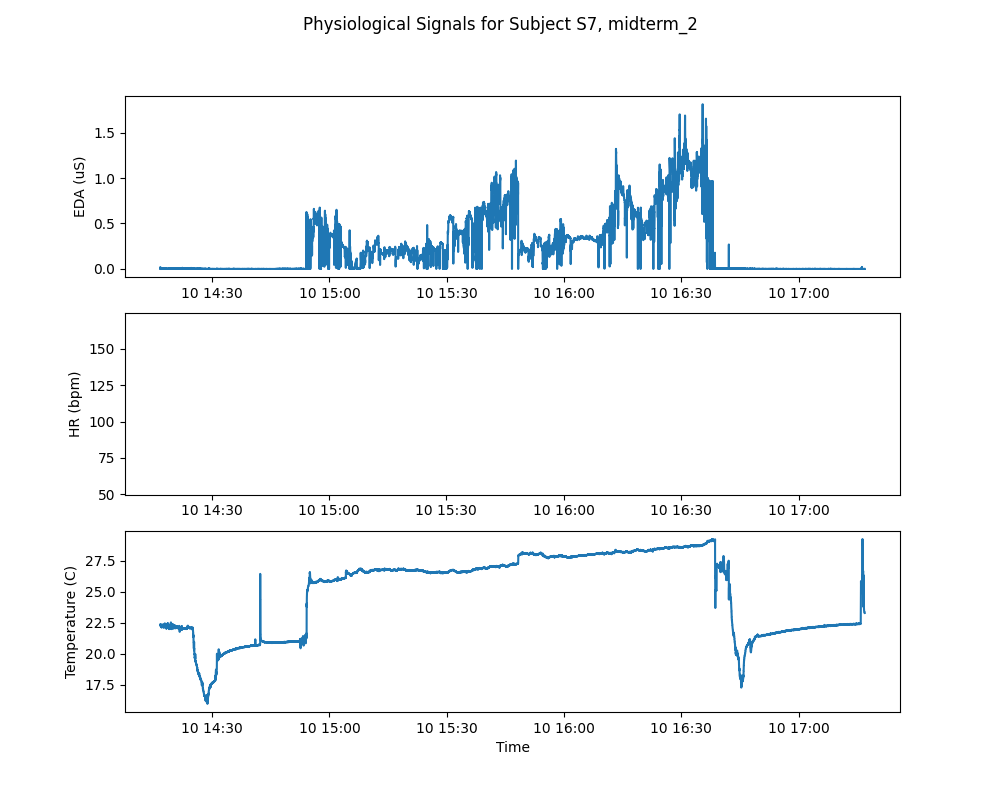 Physiological Signals for Subject S7, midterm_2
EDA (uS)
1.5
1.0
0.5
0.0
10 14:30 10 15:00 10 15:30 10 16:00 10 16:30 10 17:00
HR (bpm)
150
125
100
75
50
10 14:30 10 15:00 10 15:30 10 16:00 10 16:30 10 17:00
Temperature (C)
27.5
25.0
22.5
20.0
17.5
10 14:30 10 15:00 10 15:30 10 16:00 10 16:30 10 17:00
Time